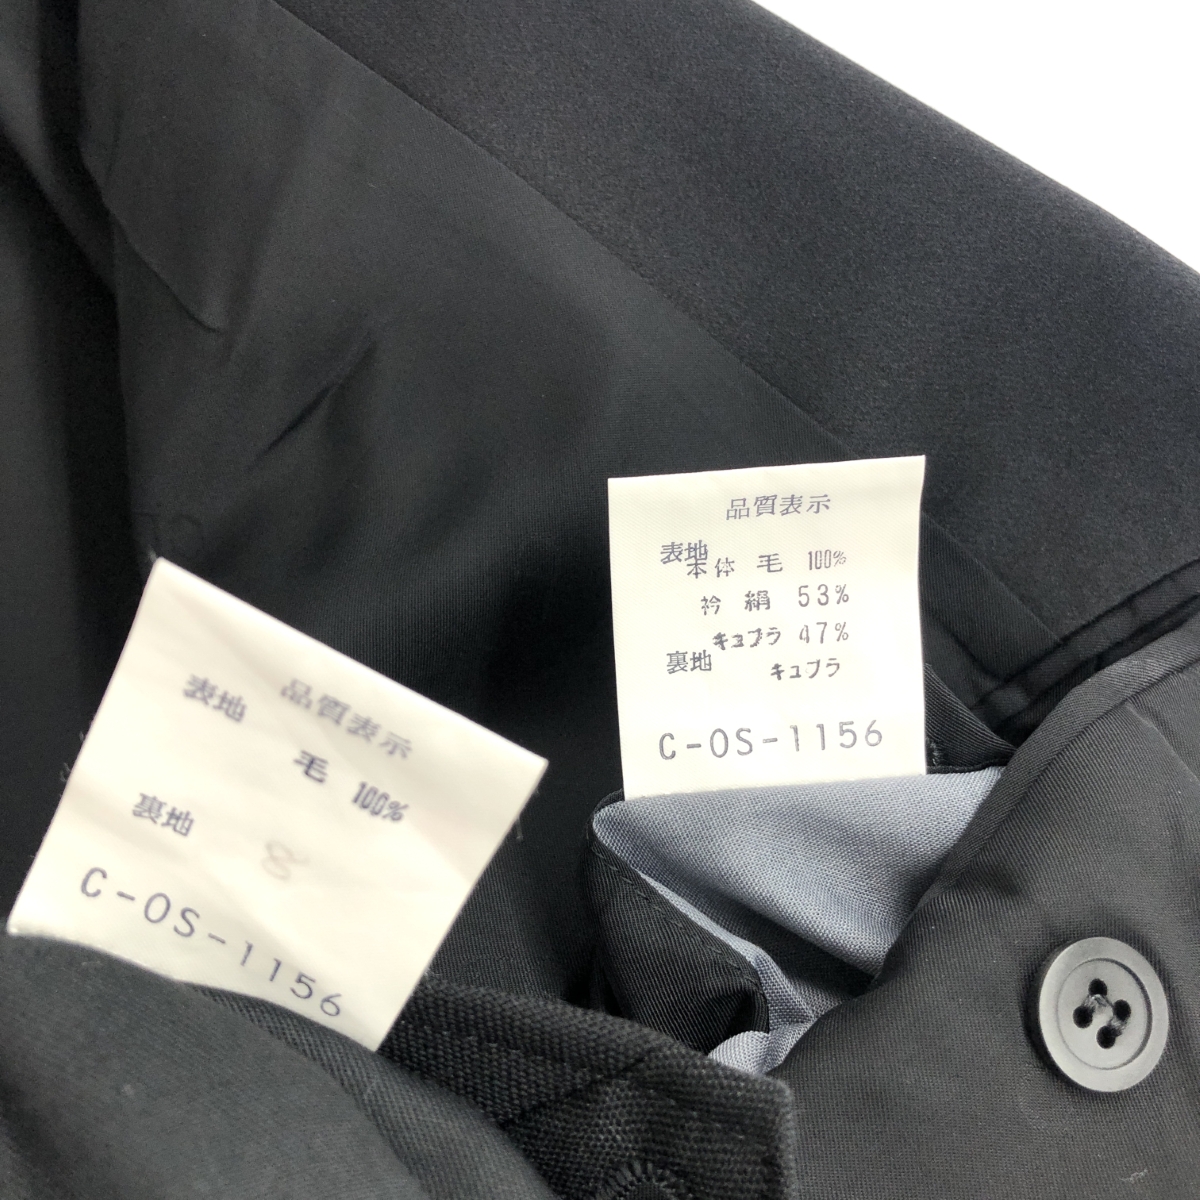 品質表示
表地
毛 100%
裏地
8
C-OS-1156
品質表示
表地
本体 毛 100%
衿 絹 53%
キュプラ 47%
裏地 キュプラ
C-OS-1156